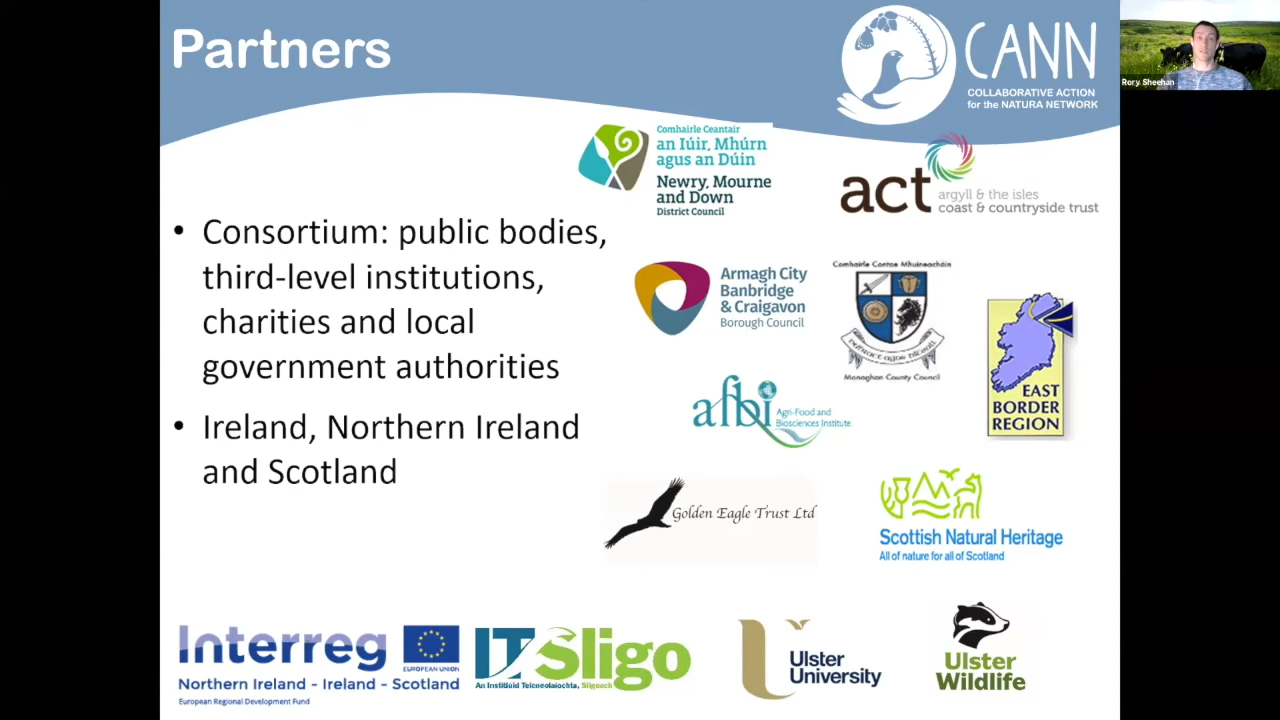 Partners
CANN
COLLABORATIVE ACTION
for the NATURA NETWORK
Rory Sheehan
Comhairle Ceantair
an Iúir, Mhúrn
agus an Dúin
Newry, Mourne
and Down
District Council
act
argyll & the isles
coast & countryside trust
• Consortium: public bodies,
third-level institutions,
charities and local
government authorities
• Ireland, Northern Ireland
and Scotland
Armagh City
Banbridge
& Craigavon
Borough Council
Monaghan County Council
EAST
BORDER
REGION
afbi
Agri-Food and
Biosciences Institute
Golden Eagle Trust Ltd
Scottish Natural Heritage
All of nature for all of Scotland
Interreg
EUROPEAN UNION
Northern Ireland - Ireland - Scotland
European Regional Development Fund
IT Sligo
An Institiúid Teicneolaíochta, Sligeach
Ulster
University
Ulster
Wildlife